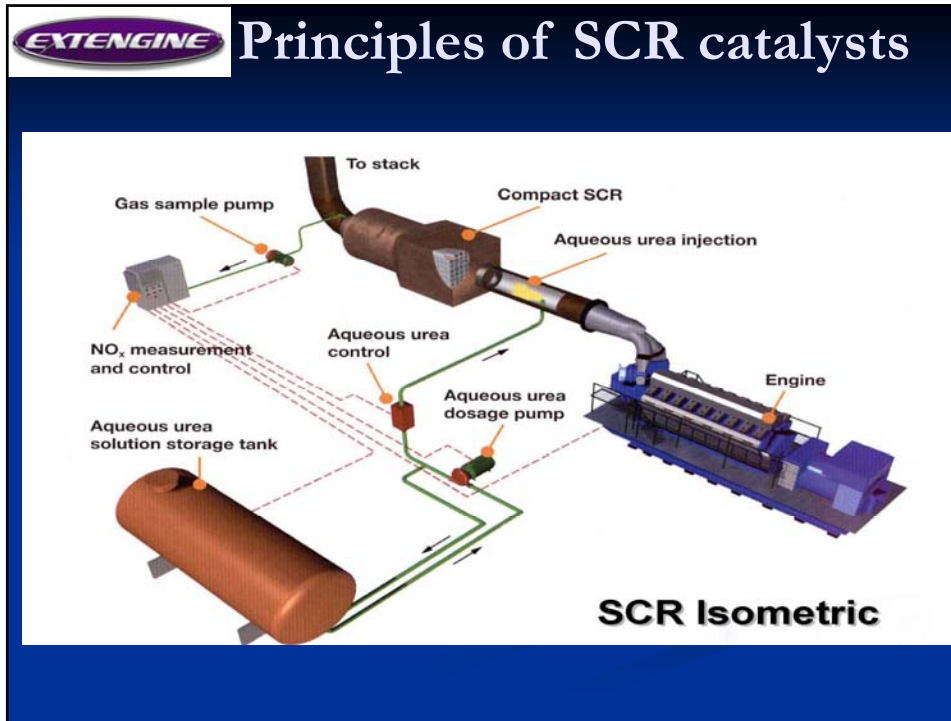 EXTENGINE
Principles of SCR catalysts
To stack
Gas sample pump
Compact SCR
Aqueous urea injection
NOₓ measurement
and control
Aqueous urea
control
Engine
Aqueous urea
dosage pump
Aqueous urea
solution storage tank
SCR Isometric